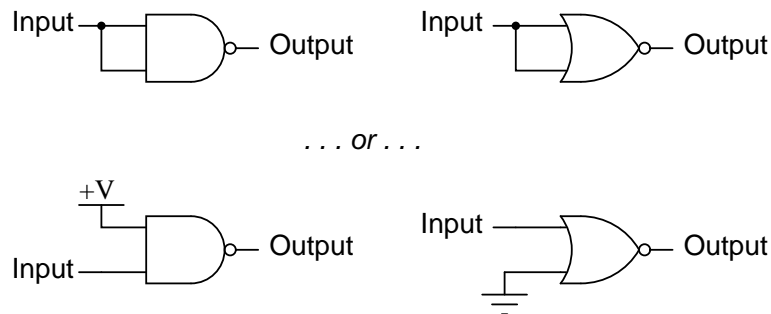 Input Output Input Output
. . . or . . .
+V
Input Output
Input Output